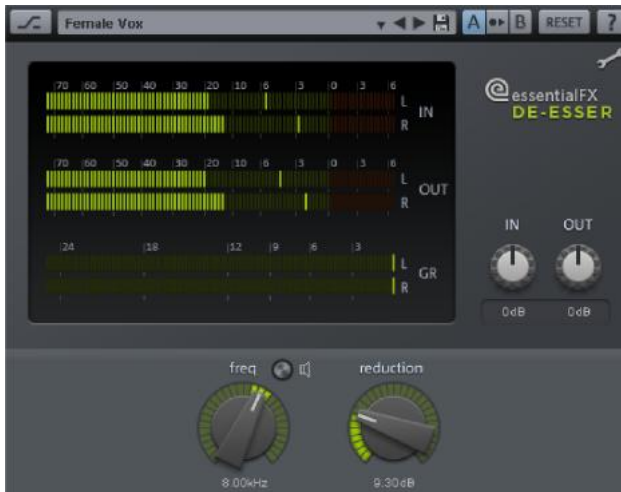 Female Vox
A
B
RESET
?
70 60 50 40 30 20 10 6 3 0 3 6
L
R
IN
essentialFX
DE-ESSER
70 60 50 40 30 20 10 6 3 0 3 6
L
R
OUT
IN OUT
24 18 12 9 6 3
L
R
GR
0dB 0dB
freq reduction
8.00kHz 9.30dB